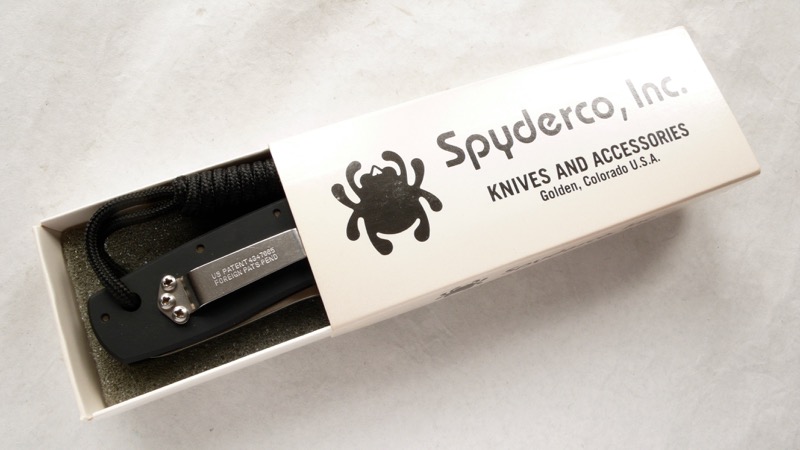 Spyderco, Inc.
KNIVES AND ACCESSORIES
Golden, Colorado U.S.A.
US PATENT 4347665
FOREIGN PATS PEND